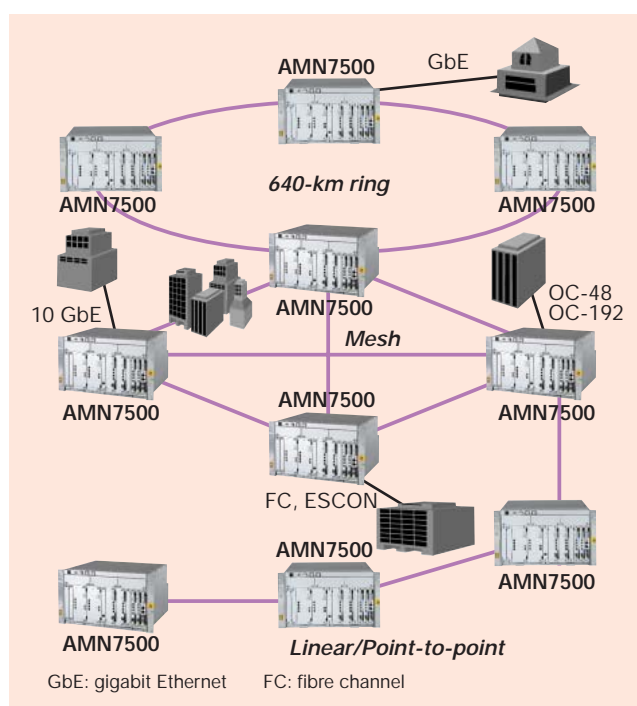 AMN7500
GbE
AMN7500
640-km ring
AMN7500
AMN7500
10 GbE
OC-48
OC-192
Mesh
AMN7500
AMN7500
AMN7500
FC, ESCON
AMN7500
AMN7500
AMN7500
Linear/Point-to-point
GbE: gigabit Ethernet
FC: fibre channel